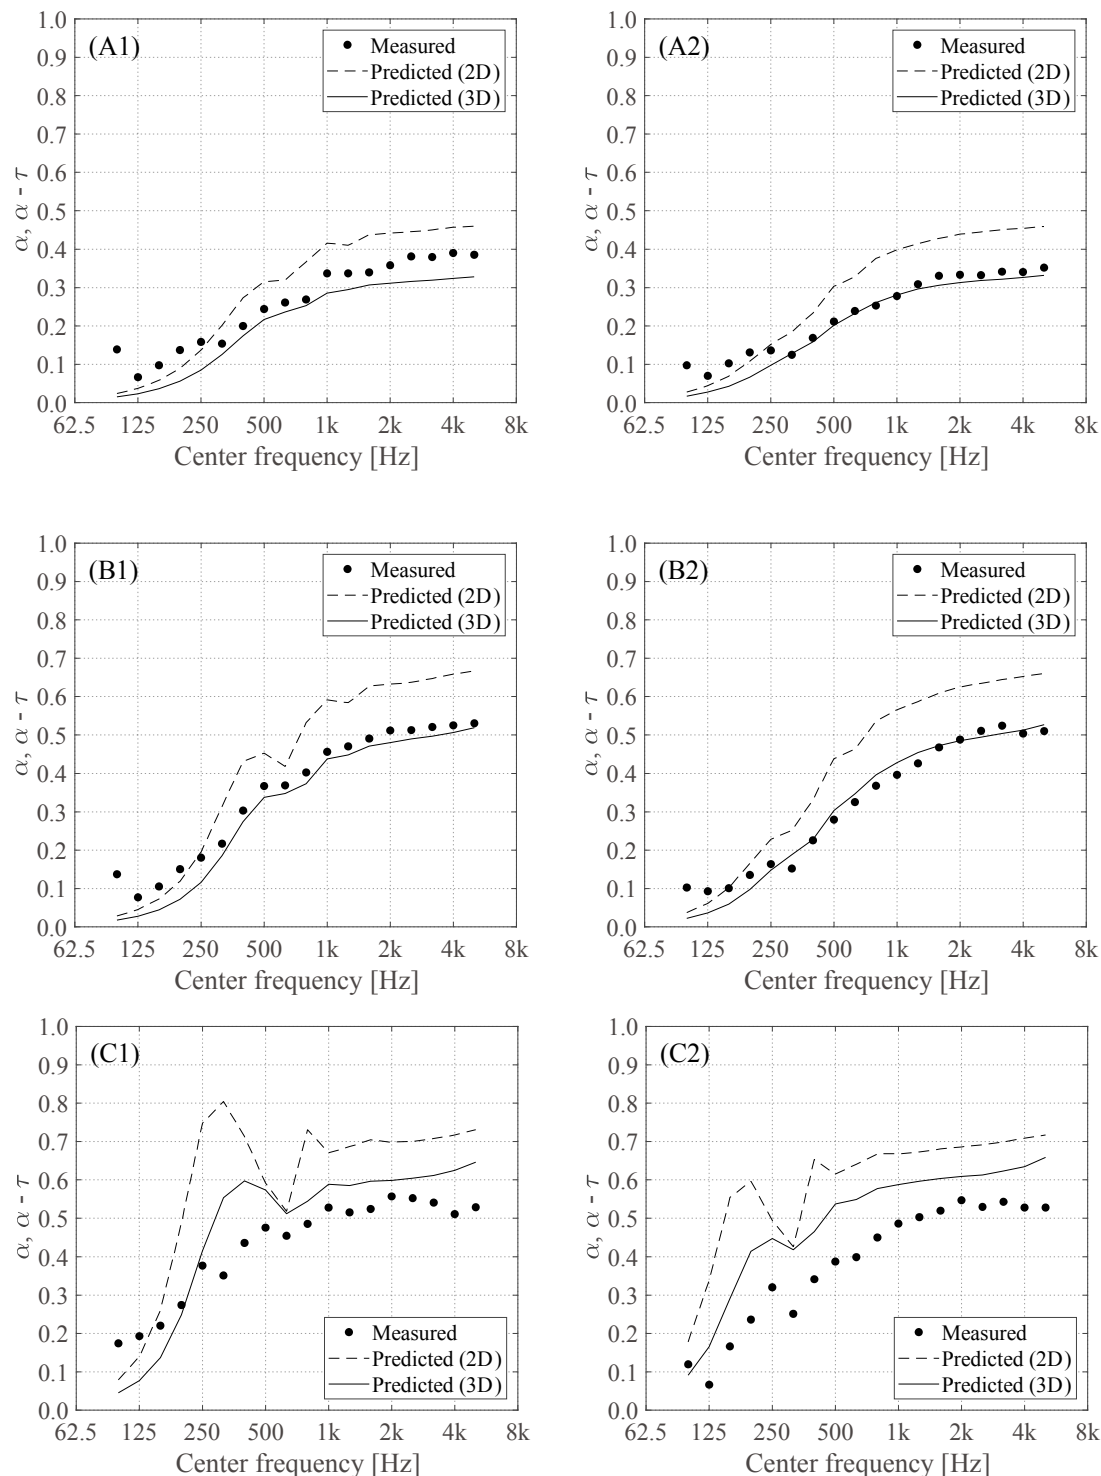 (A1)
Measured
Predicted (2D)
Predicted (3D)
1.0
0.9
0.8
0.7
0.6
0.5
0.4
0.3
0.2
0.1
0.0
α, α - τ
62.5 125 250 500 1k 2k 4k 8k
Center frequency [Hz]
(A2)
Measured
Predicted (2D)
Predicted (3D)
1.0
0.9
0.8
0.7
0.6
0.5
0.4
0.3
0.2
0.1
0.0
α, α - τ
62.5 125 250 500 1k 2k 4k 8k
Center frequency [Hz]
(B1)
Measured
Predicted (2D)
Predicted (3D)
1.0
0.9
0.8
0.7
0.6
0.5
0.4
0.3
0.2
0.1
0.0
α, α - τ
62.5 125 250 500 1k 2k 4k 8k
Center frequency [Hz]
(B2)
Measured
Predicted (2D)
Predicted (3D)
1.0
0.9
0.8
0.7
0.6
0.5
0.4
0.3
0.2
0.1
0.0
α, α - τ
62.5 125 250 500 1k 2k 4k 8k
Center frequency [Hz]
(C1)
1.0
0.9
0.8
0.7
0.6
0.5
0.4
0.3
0.2
0.1
0.0
α, α - τ
Measured
Predicted (2D)
Predicted (3D)
62.5 125 250 500 1k 2k 4k 8k
Center frequency [Hz]
(C2)
1.0
0.9
0.8
0.7
0.6
0.5
0.4
0.3
0.2
0.1
0.0
α, α - τ
Measured
Predicted (2D)
Predicted (3D)
62.5 125 250 500 1k 2k 4k 8k
Center frequency [Hz]